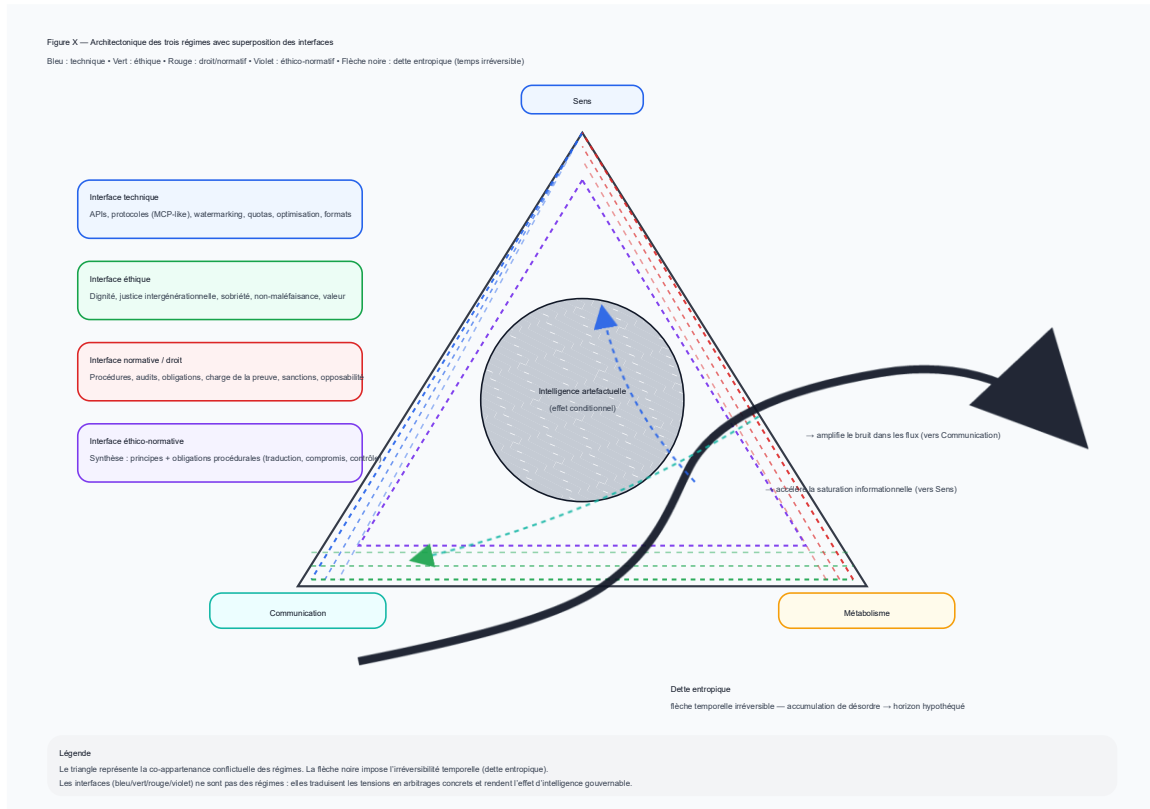 Figure X — Architectonique des trois régimes avec superposition des interfaces
Bleu : technique • Vert : éthique • Rouge : droit/normatif • Violet : éthico-normatif • Flèche noire : dette entropique (temps irréversible)
Sens
Interface technique
APIs, protocoles (MCP-like), watermarking, quotas, optimisation, formats
Interface éthique
Dignité, justice intergénérationnelle, sobriété, non-maléfaisance, valeur
Interface normative / droit
Procédures, audits, obligations, charge de la preuve, sanctions, opposabilité
Interface éthico-normative
Synthèse : principes + obligations procédurales (traduction, compromis, contrôle)
Intelligence artefactuelle
(effet conditionnel)
→ amplifie le bruit dans les flux (vers Communication)
→ accélère la saturation informationnelle (vers Sens)
Communication
Métabolisme
Dette entropique
flèche temporelle irréversible — accumulation de désordre → horizon hypothéqué
Légende
Le triangle représente la co-appartenance conflictuelle des régimes. La flèche noire impose l'irréversibilité temporelle (dette entropique).
Les interfaces (bleu/vert/rouge/violet) ne sont pas des régimes : elles traduisent les tensions en arbitrages concrets et rendent l'effet d'intelligence gouvernable.